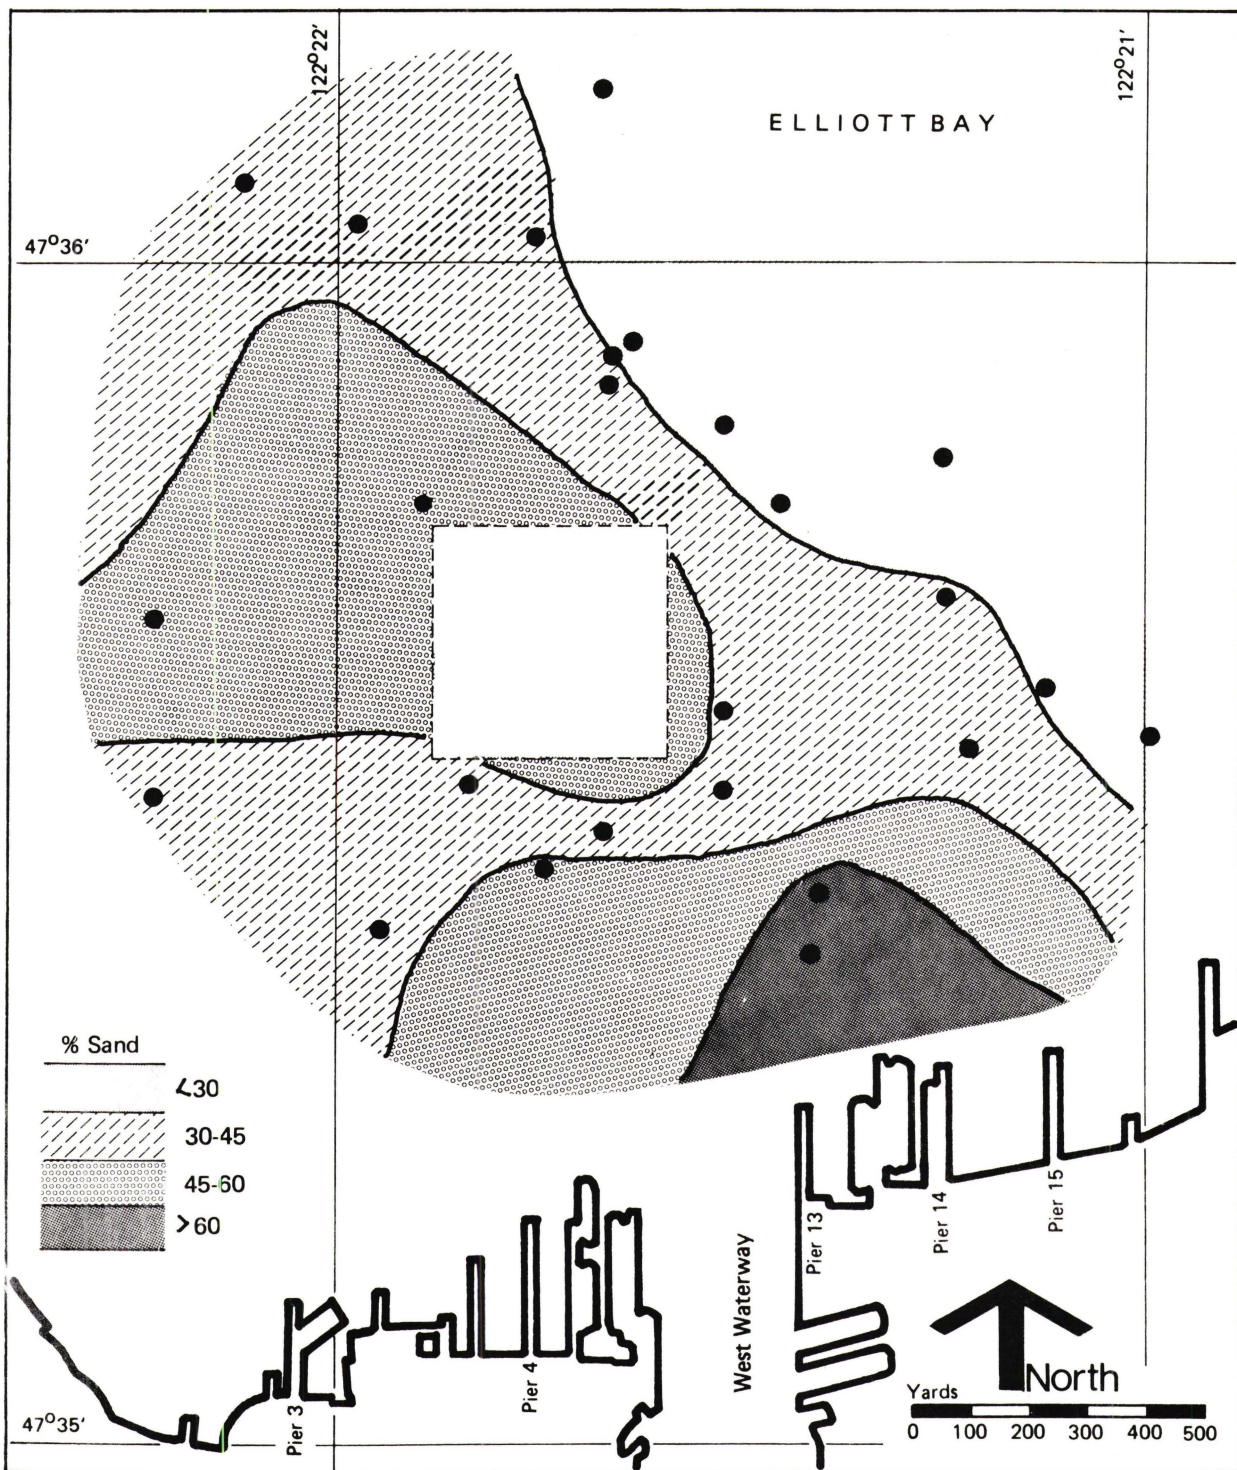 122°22'
122°21'
ELLIOTT BAY
47°36'
% Sand
<30
30-45
45-60
>60
Pier 13
Pier 14
Pier 15
Pier 4
West Waterway
Pier 3
North
Yards
0 100 200 300 400 500
47°35'